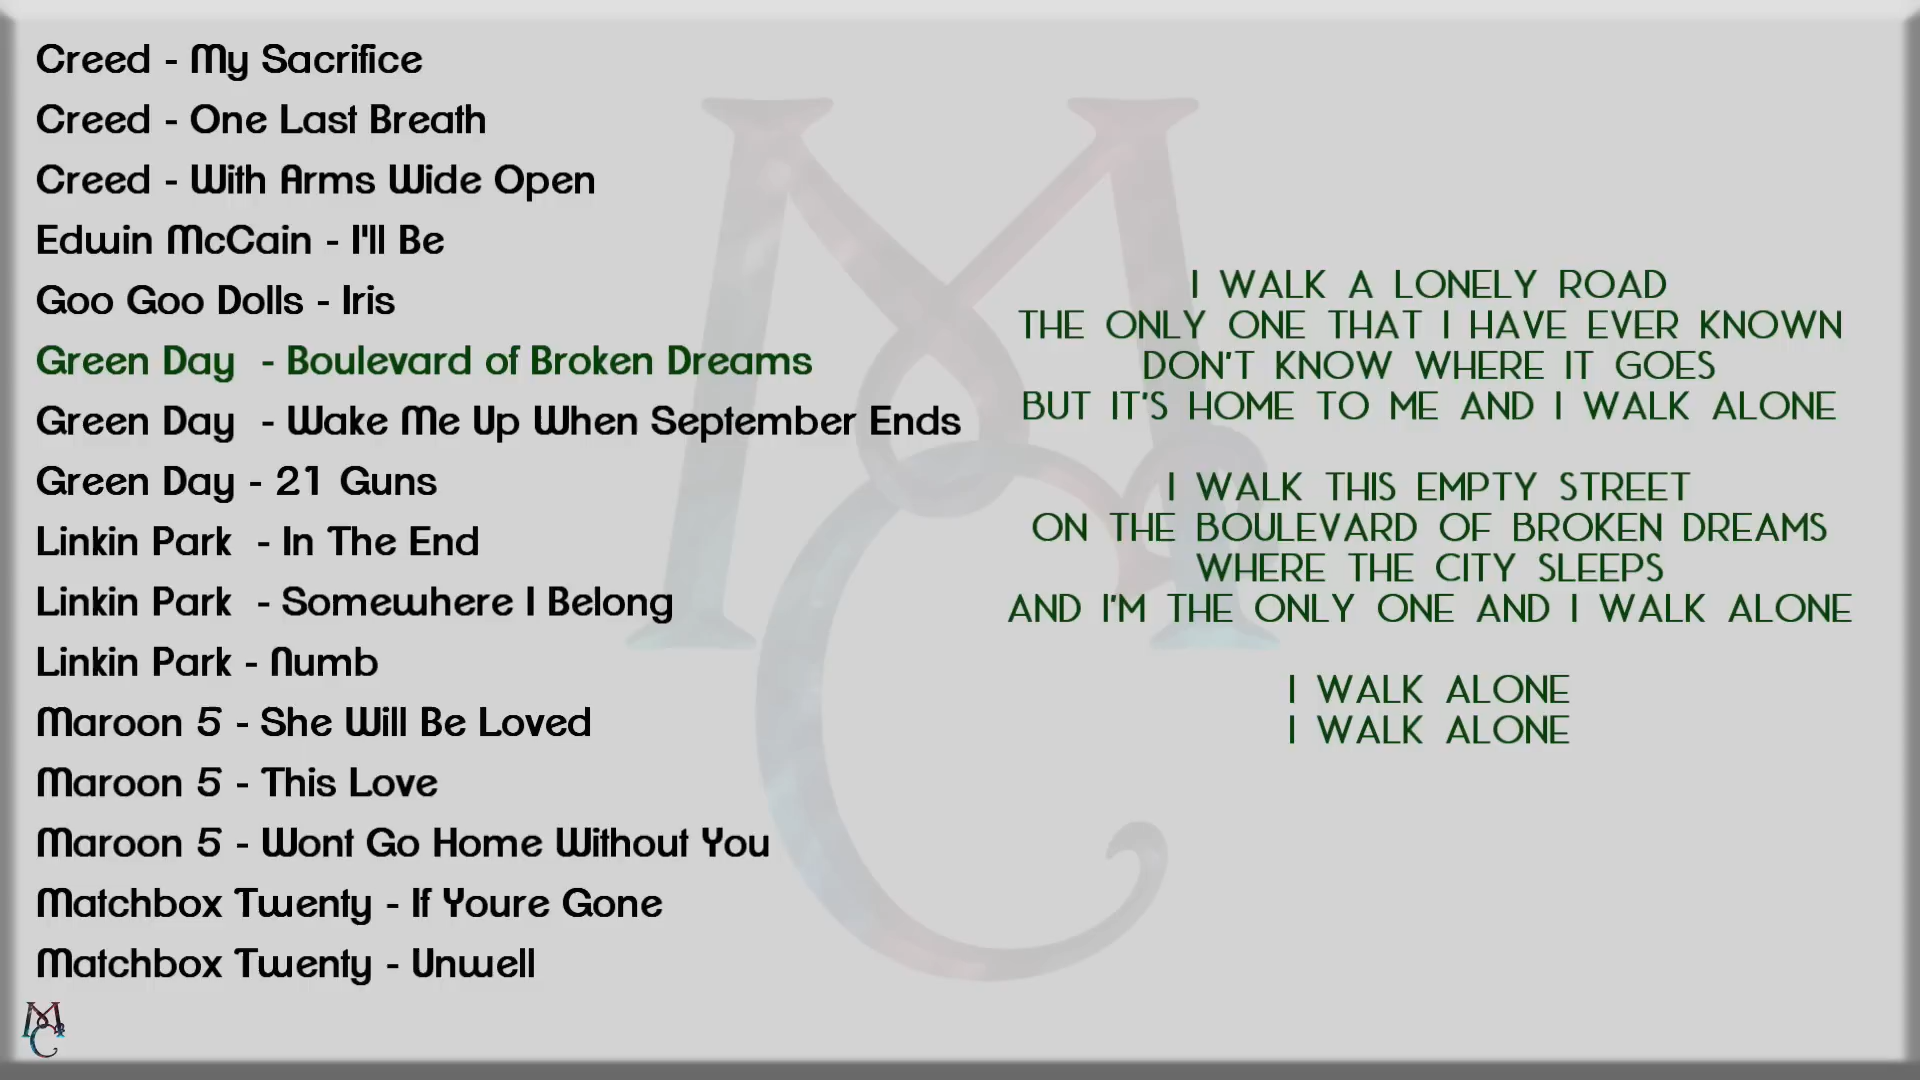 Creed - My Sacrifice
Creed - One Last Breath
Creed - With Arms Wide Open
Edwin McCain - I'll Be
Goo Goo Dolls - Iris
Green Day - Boulevard of Broken Dreams
Green Day - Wake Me Up When September Ends
Green Day - 21 Guns
Linkin Park - In The End
Linkin Park - Somewhere I Belong
Linkin Park - Numb
Maroon 5 - She Will Be Loved
Maroon 5 - This Love
Maroon 5 - Wont Go Home Without You
Matchbox Twenty - If Youre Gone
Matchbox Twenty - Unwell
I WALK A LONELY ROAD
THE ONLY ONE THAT I HAVE EVER KNOWN
DON'T KNOW WHERE IT GOES
BUT IT'S HOME TO ME AND I WALK ALONE
I WALK THIS EMPTY STREET
ON THE BOULEVARD OF BROKEN DREAMS
WHERE THE CITY SLEEPS
AND I'M THE ONLY ONE AND I WALK ALONE
I WALK ALONE
I WALK ALONE